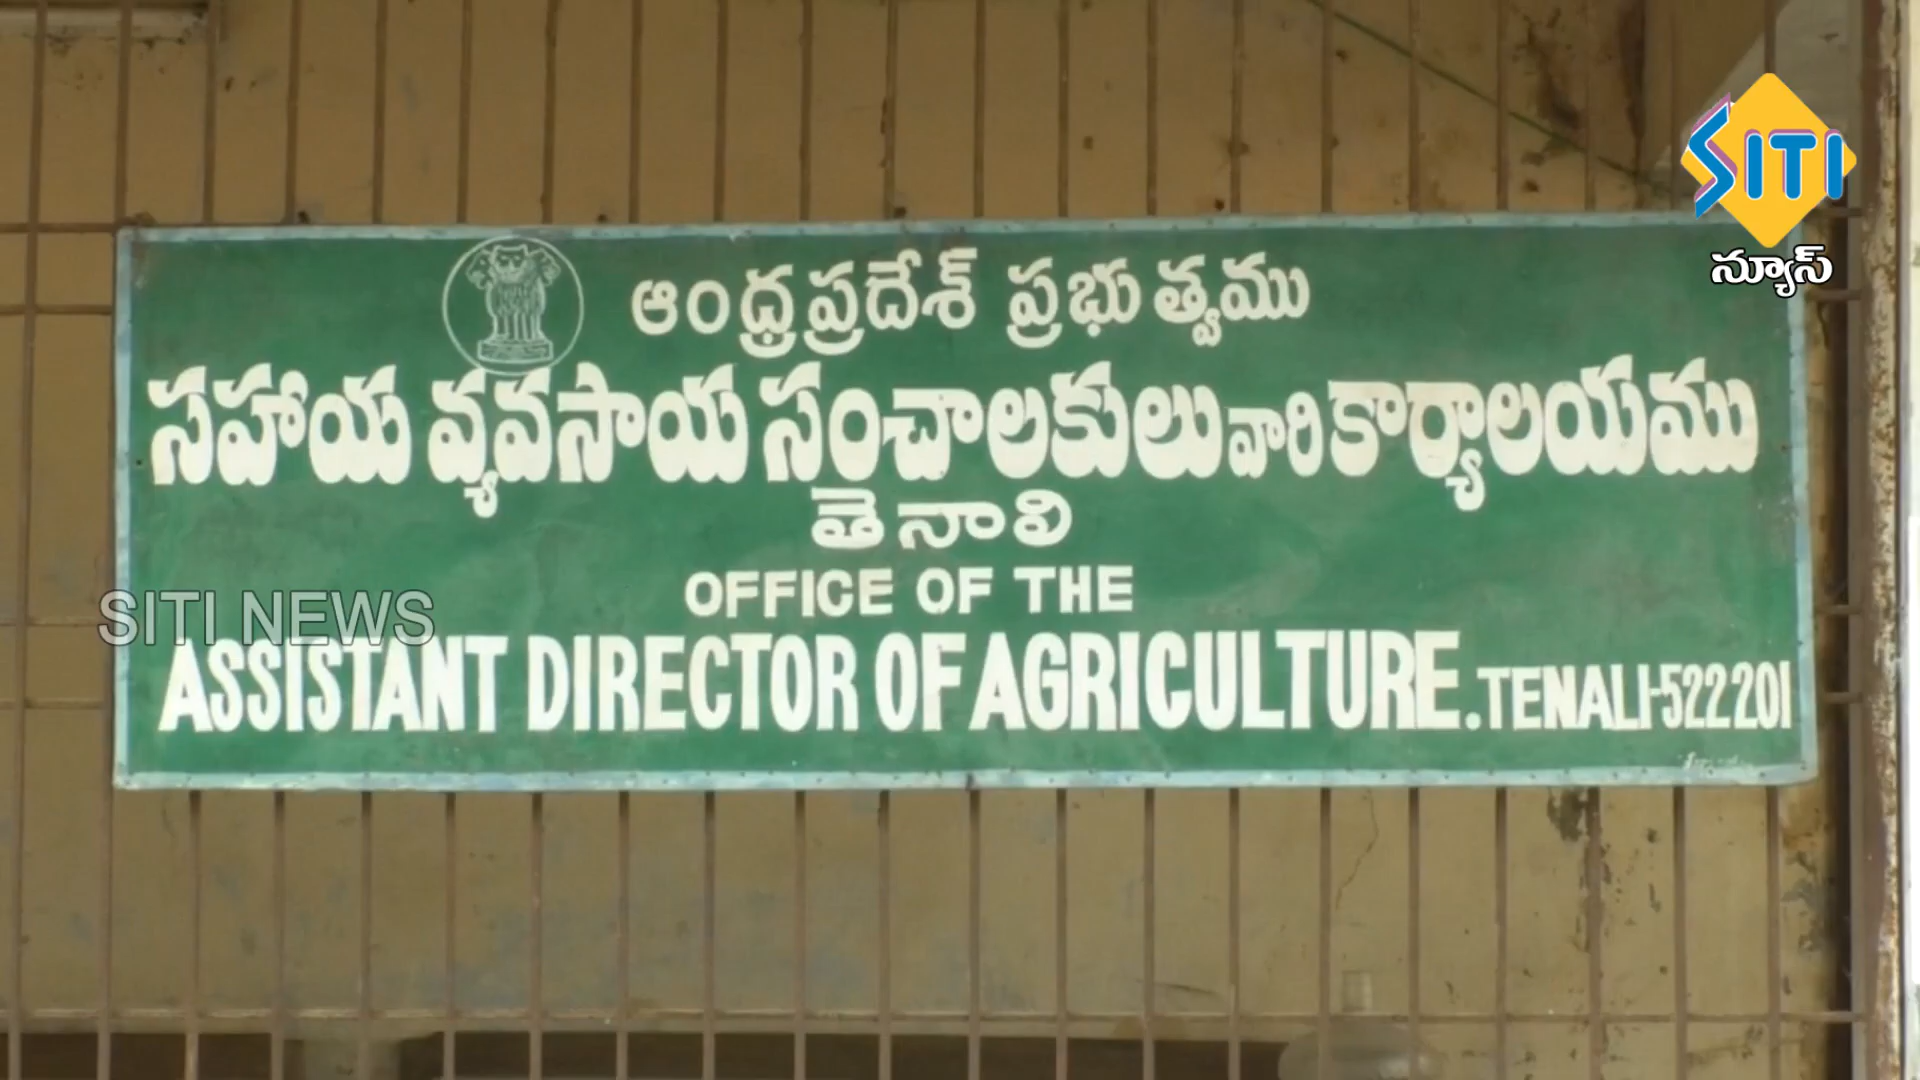 SITI
న్యూస్
ఆంధ్రప్రదేశ్ ప్రభుత్వము
సహాయ వ్యవసాయ సంచాలకులు వారి కార్యాలయము
తెనాలి
OFFICE OF THE
SITI NEWS
ASSISTANT DIRECTOR OF AGRICULTURE.TENALI-522201